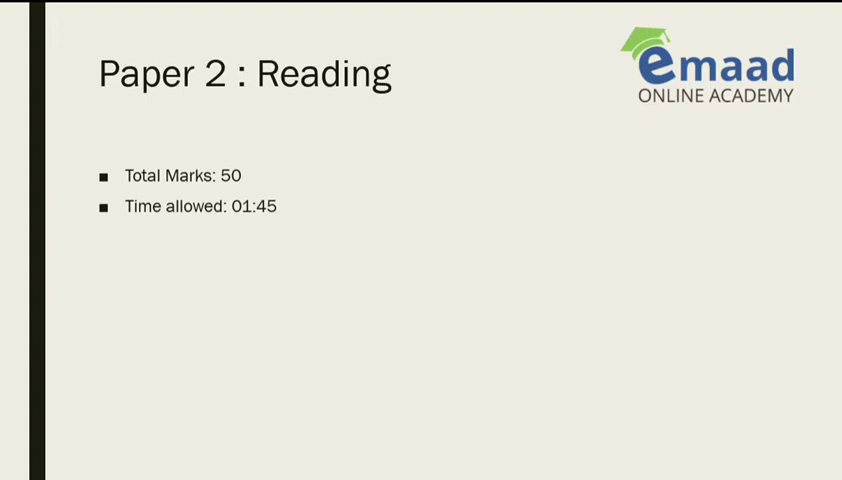 Paper 2 : Reading
emaad
ONLINE ACADEMY
Total Marks: 50
Time allowed: 01:45